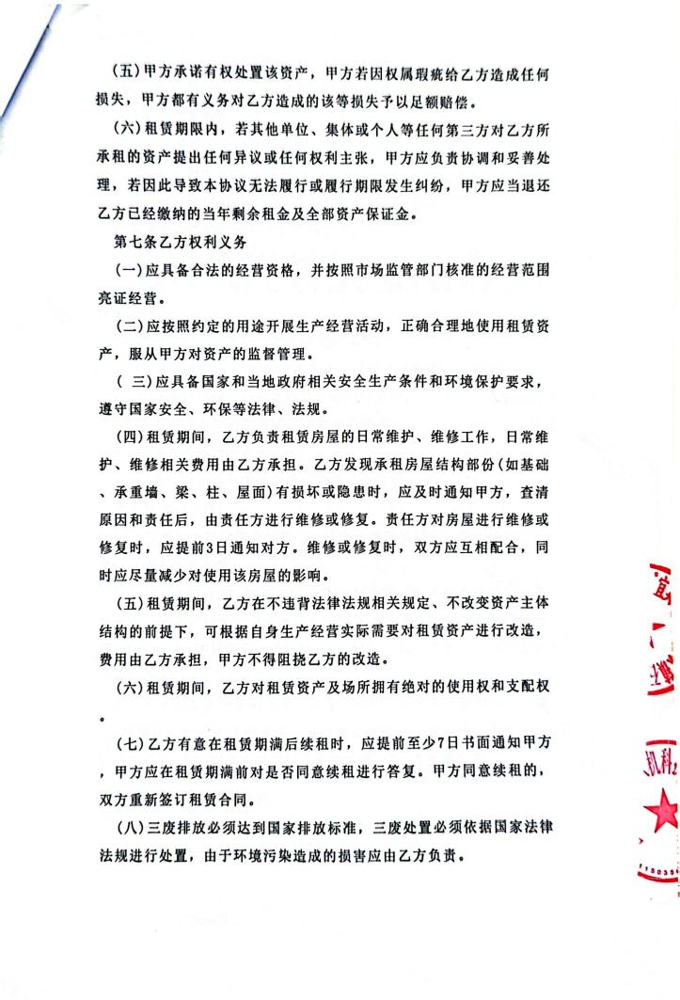 (五)甲方承诺有权处置该资产，甲方若因权属瑕疵给乙方造成任何
损失，甲方都有义务对乙方造成的该等损失予以足额赔偿。
(六)租赁期限内，若其他单位、集体或个人等任何第三方对乙方所
承租的资产提出任何异议或任何权利主张，甲方应负责协调和妥善处
理，若因此导致本协议无法履行或履行期限发生纠纷，甲方应当退还
乙方已经缴纳的当年剩余租金及全部资产保证金。
第七条乙方权利义务
(一)应具备合法的经营资格，并按照市场监管部门核准的经营范围
亮证经营。
(二)应按照约定的用途开展生产经营活动，正确合理地使用租赁资
产，服从甲方对资产的监督管理。
( 三)应具备国家和当地政府相关安全生产条件和环境保护要求，
遵守国家安全、环保等法律、法规。
(四)租赁期间，乙方负责租赁房屋的日常维护、维修工作，日常维
护、维修相关费用由乙方承担。乙方发现承租房屋结构部份(如基础
、承重墙、梁、柱、屋面)有损坏或隐患时，应及时通知甲方，查清
原因和责任后，由责任方进行维修或修复。责任方对房屋进行维修或
修复时，应提前3日通知对方。维修或修复时，双方应互相配合，同
时应尽量减少对使用该房屋的影响。
(五)租赁期间，乙方在不违背法律法规相关规定、不改变资产主体
结构的前提下，可根据自身生产经营实际需要对租赁资产进行改造，
费用由乙方承担，甲方不得阻挠乙方的改造。
(六)租赁期间，乙方对租赁资产及场所拥有绝对的使用权和支配权
。
(七)乙方有意在租赁期满后续租时，应提前至少7日书面通知甲方
，甲方应在租赁期满前对是否同意续租进行答复。甲方同意续租的，
双方重新签订租赁合同。
(八)三废排放必须达到国家排放标准，三废处置必须依据国家法律
法规进行处置，由于环境污染造成的损害应由乙方负责。
宜
机科
115035